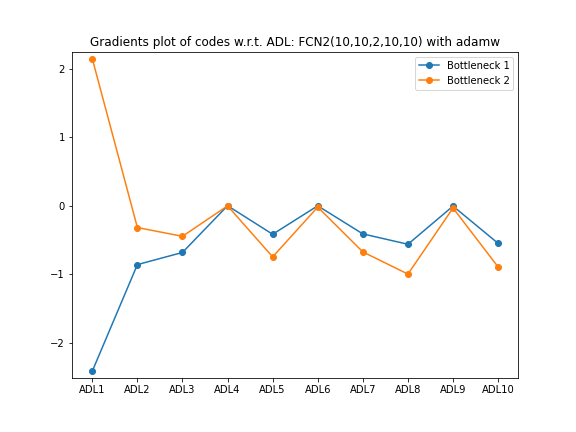 Gradients plot of codes w.r.t. ADL: FCN2(10,10,2,10,10) with adamw
Bottleneck 1
Bottleneck 2
2
1
0
−1
−2
ADL1 ADL2 ADL3 ADL4 ADL5 ADL6 ADL7 ADL8 ADL9 ADL10